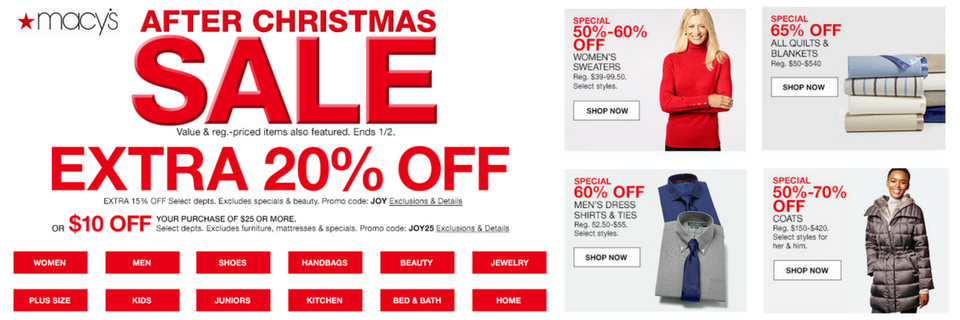 macy's
AFTER CHRISTMAS
SALE
Value & reg.-priced items also featured. Ends 1/2.
EXTRA 20% OFF
EXTRA 15% OFF Select depts. Excludes specials & beauty. Promo code: JOY Exclusions & Details
OR $10 OFF YOUR PURCHASE OF $25 OR MORE.
Select depts. Excludes furniture, mattresses & specials. Promo code: JOY25 Exclusions & Details
WOMEN MEN SHOES HANDBAGS BEAUTY JEWELRY
PLUS SIZE KIDS JUNIORS KITCHEN BED & BATH HOME
SPECIAL
50%-60%
OFF
WOMEN'S
SWEATERS
Reg. $39-99.50.
Select styles.
SHOP NOW
SPECIAL
65% OFF
ALL QUILTS &
BLANKETS
Reg. $50-$540
SHOP NOW
SPECIAL
60% OFF
MEN'S DRESS
SHIRTS & TIES
Reg. 52.50-$55.
Select styles.
SHOP NOW
SPECIAL
50%-70%
OFF
COATS
Reg. $150-$420.
Select styles for
her & him.
SHOP NOW